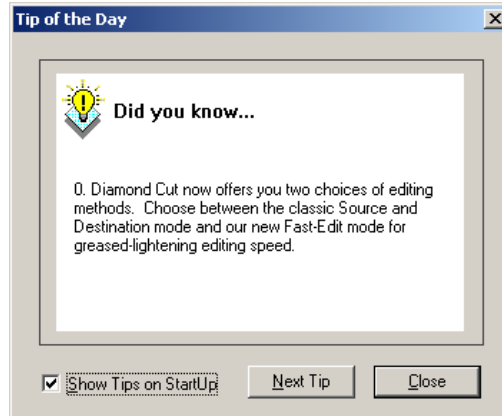 Tip of the Day
Did you know...
0. Diamond Cut now offers you two choices of editing
methods.  Choose between the classic Source and
Destination mode and our new Fast-Edit mode for
greased-lightening editing speed.
Show Tips on StartUp
Next Tip
Close